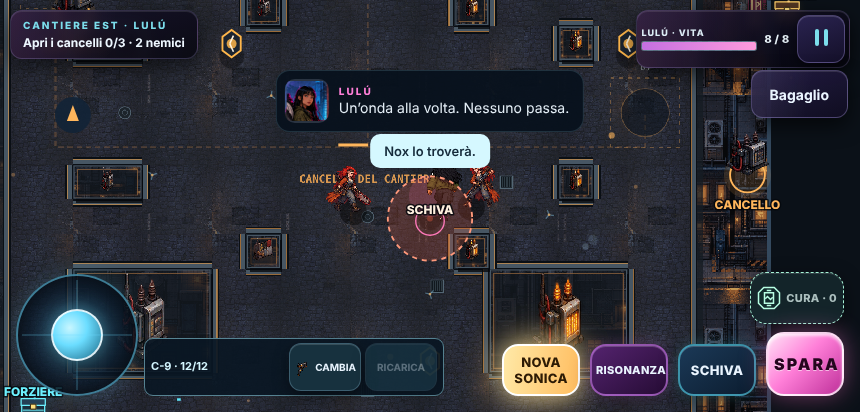 CANTIERE EST · LULÚ
Apri i cancelli 0/3 · 2 nemici
LULÚ · VITA
8 / 8
Bagaglio
LULÚ
Un'onda alla volta. Nessuno passa.
Nox lo troverà.
DEL CANTIER
SCHIVA
CANCELLO
CURA · 0
C-9 · 12/12
CAMBIA
RICARICA
NOVA
SONICA
RISONANZA
SCHIVA
SPARA
FORZIERE